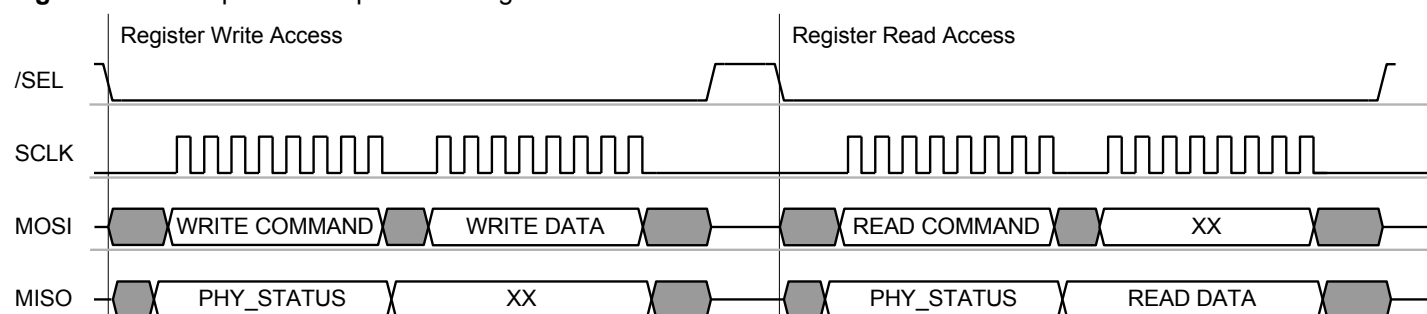 Register Write Access Register Read Access
/SEL
SCLK
MOSI WRITE COMMAND WRITE DATA READ COMMAND XX
MISO PHY_STATUS XX PHY_STATUS READ DATA